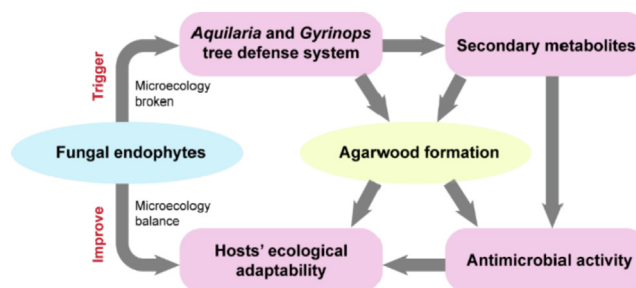 Aquilaria and Gyrinops
tree defense system
Secondary metabolites
Trigger
Microecology
broken
Fungal endophytes
Agarwood formation
Improve
Microecology
balance
Hosts' ecological
adaptability
Antimicrobial activity